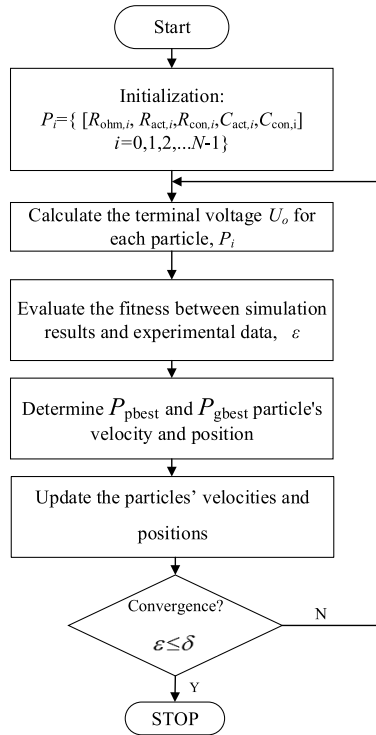 Start
Initialization:
Pi={ [Rohm,i, Ract,i,Rcon,i,Cact,i,Ccon,i]
i=0,1,2,...N-1}
Calculate the terminal voltage Uo for
each particle, Pi
Evaluate the fitness between simulation
results and experimental data, ε
Determine Ppbest and Pgbest particle's
velocity and position
Update the particles’ velocities and
positions
Convergence?
N
ε≤δ
Y
STOP